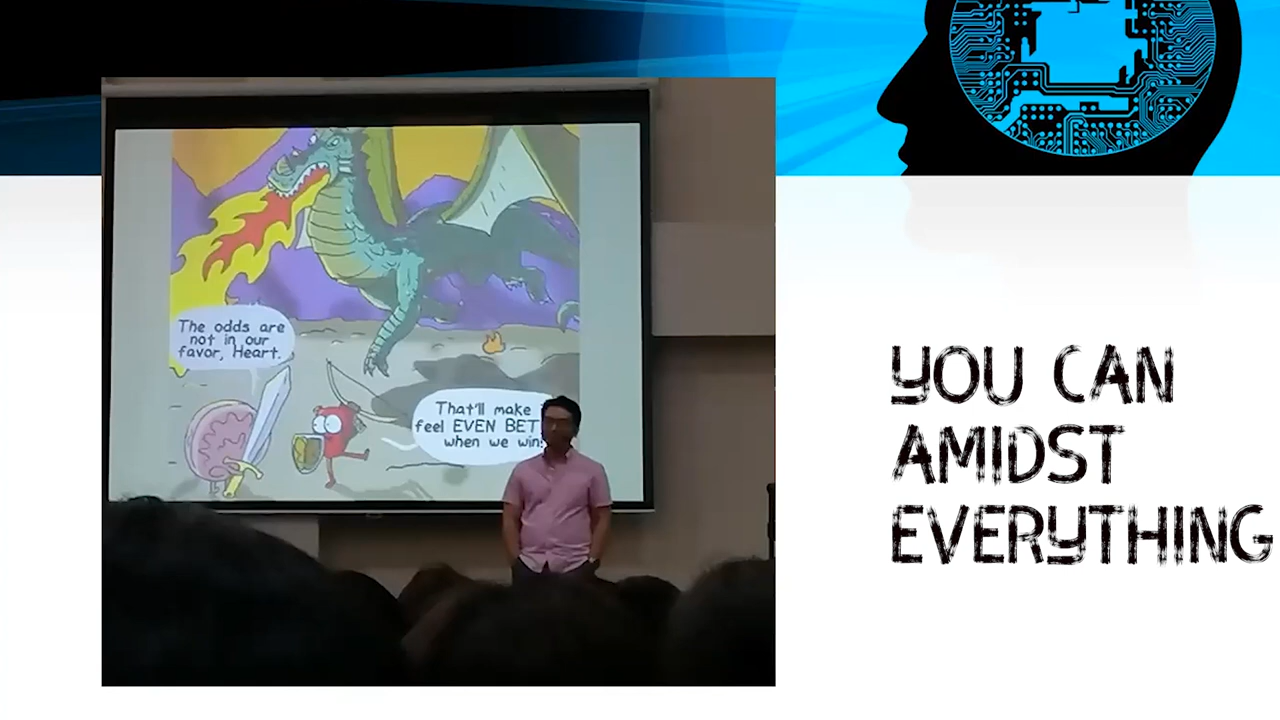 The odds are
not in our
favor, Heart.
That'll make
feel EVEN
when we win!
YOU CAN
AMIDST
EVERYTHING